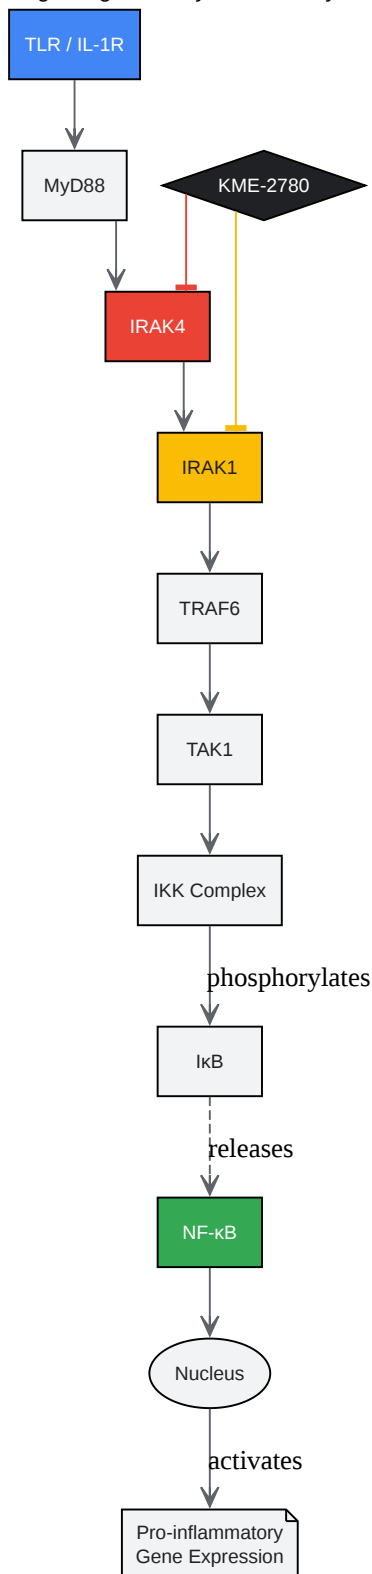 TLR / IL-1R
MyD88
KME-2780
IRAK4
IRAK1
TRAF6
TAK1
IKK Complex
phosphorylates
IκB
releases
NF-κB
Nucleus
activates
Pro-inflammatory
Gene Expression